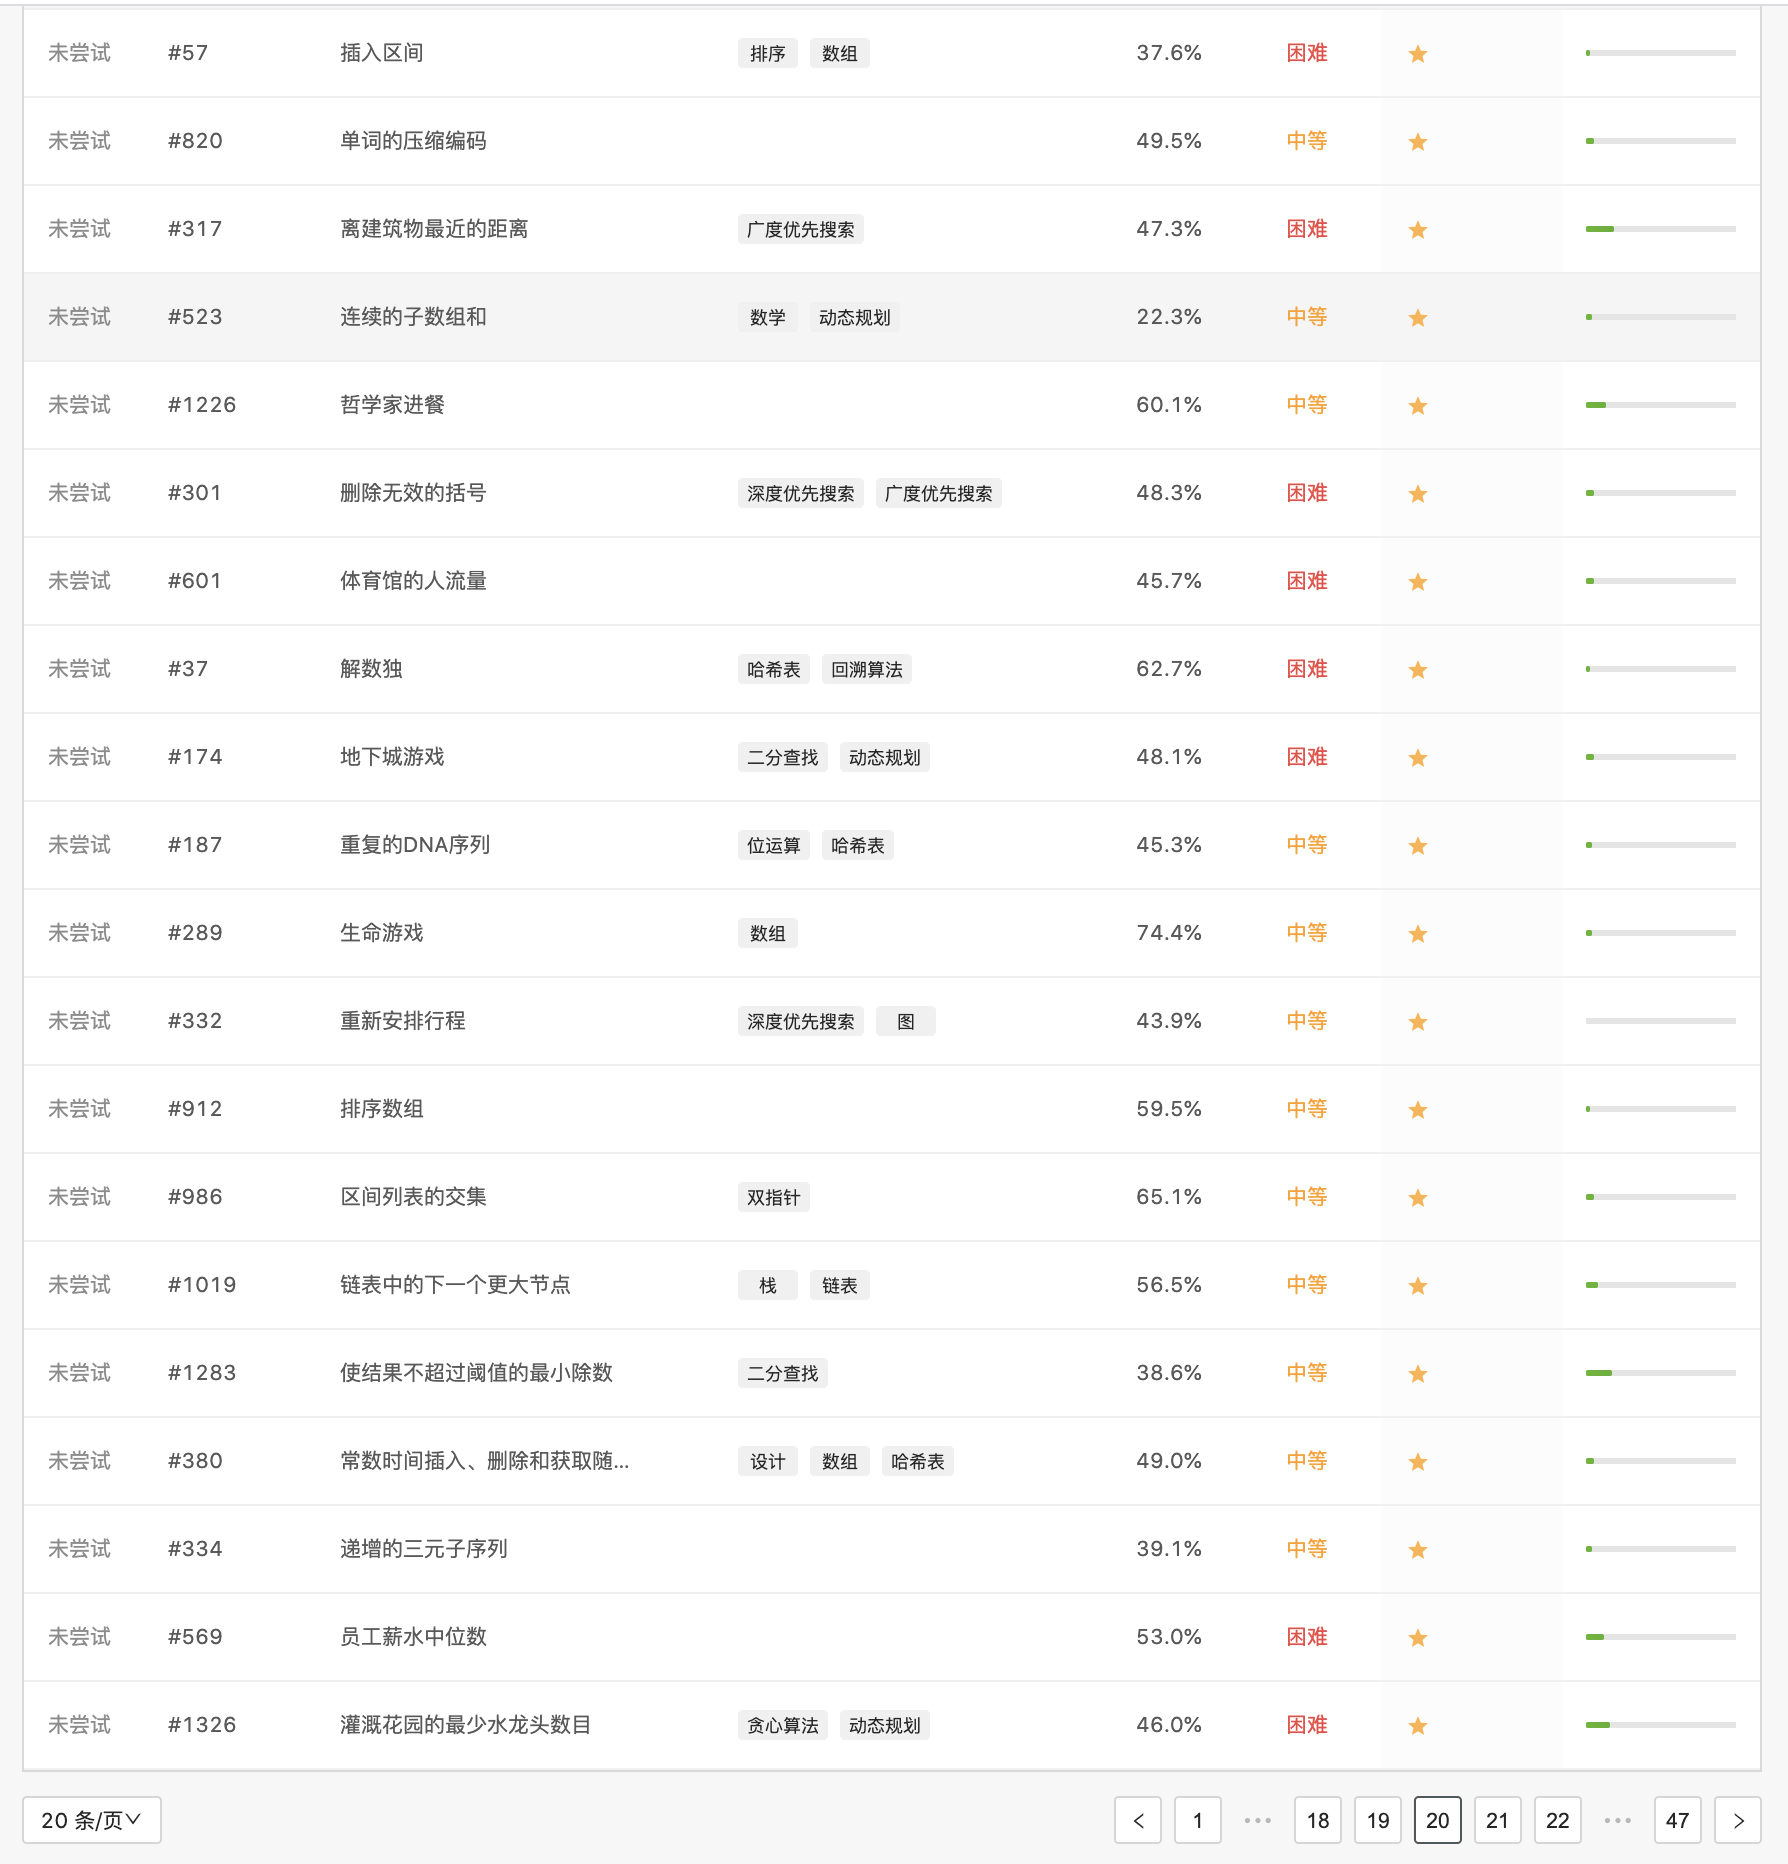 未尝试 #57 插入区间 排序 数组 37.6% 困难
未尝试 #820 单词的压缩编码 49.5% 中等
未尝试 #317 离建筑物最近的距离 广度优先搜索 47.3% 困难
未尝试 #523 连续的子数组和 数学 动态规划 22.3% 中等
未尝试 #1226 哲学家进餐 60.1% 中等
未尝试 #301 删除无效的括号 深度优先搜索 广度优先搜索 48.3% 困难
未尝试 #601 体育馆的人流量 45.7% 困难
未尝试 #37 解数独 哈希表 回溯算法 62.7% 困难
未尝试 #174 地下城游戏 二分查找 动态规划 48.1% 困难
未尝试 #187 重复的DNA序列 位运算 哈希表 45.3% 中等
未尝试 #289 生命游戏 数组 74.4% 中等
未尝试 #332 重新安排行程 深度优先搜索 图 43.9% 中等
未尝试 #912 排序数组 59.5% 中等
未尝试 #986 区间列表的交集 双指针 65.1% 中等
未尝试 #1019 链表中的下一个更大节点 栈 链表 56.5% 中等
未尝试 #1283 使结果不超过阈值的最小除数 二分查找 38.6% 中等
未尝试 #380 常数时间插入、删除和获取随... 设计 数组 哈希表 49.0% 中等
未尝试 #334 递增的三元子序列 39.1% 中等
未尝试 #569 员工薪水中位数 53.0% 困难
未尝试 #1326 灌溉花园的最少水龙头数目 贪心算法 动态规划 46.0% 困难
20 条/页 < 1 ••• 18 19 20 21 22 ••• 47 >